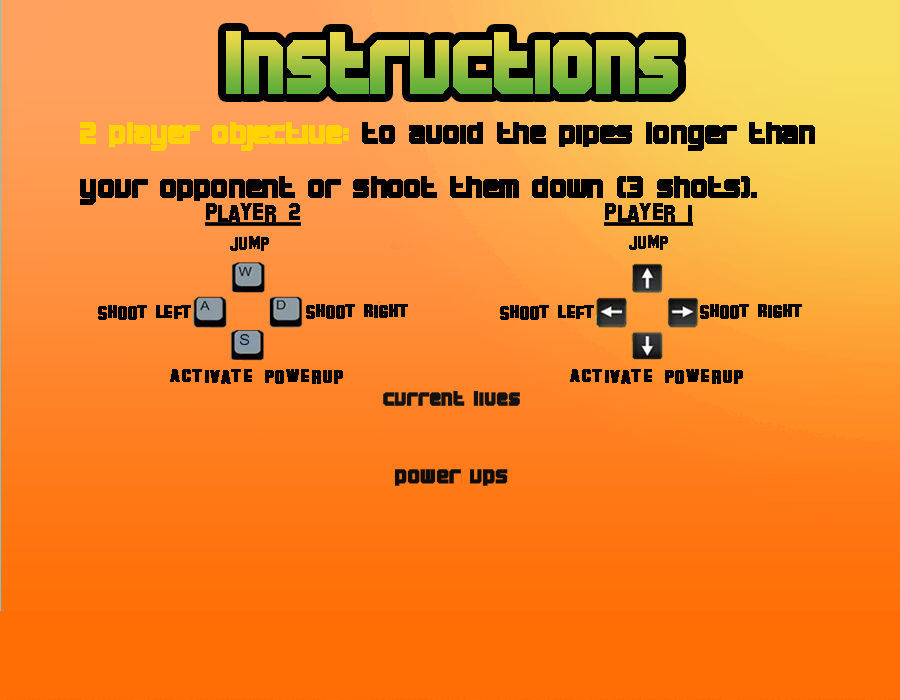 Instructions
2 player objective: to avoid the pipes longer than
your opponent or shoot them down (3 shots).
PLAYER 2 PLAYER 1
JUMP JUMP
W
SHOOT LEFT A D SHOOT RIGHT SHOOT LEFT ← → SHOOT RIGHT
S
ACTIVATE POWERUP ACTIVATE POWERUP
current lives
power ups